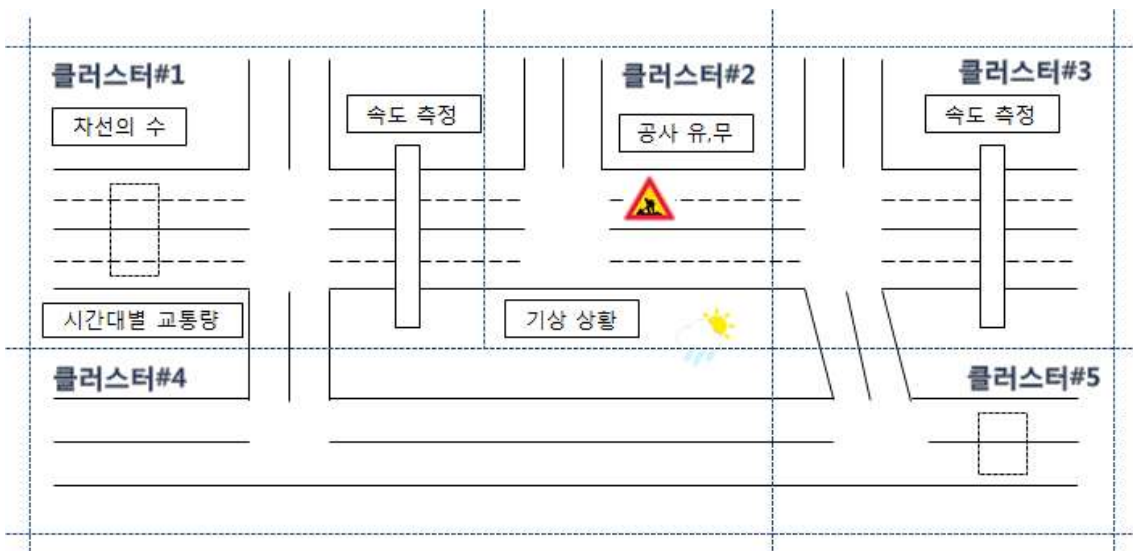 클러스터#1
클러스터#2
클러스터#3
차선의 수
속도 측정
공사 유,무
속도 측정
시간대별 교통량
기상 상황
클러스터#4
클러스터#5